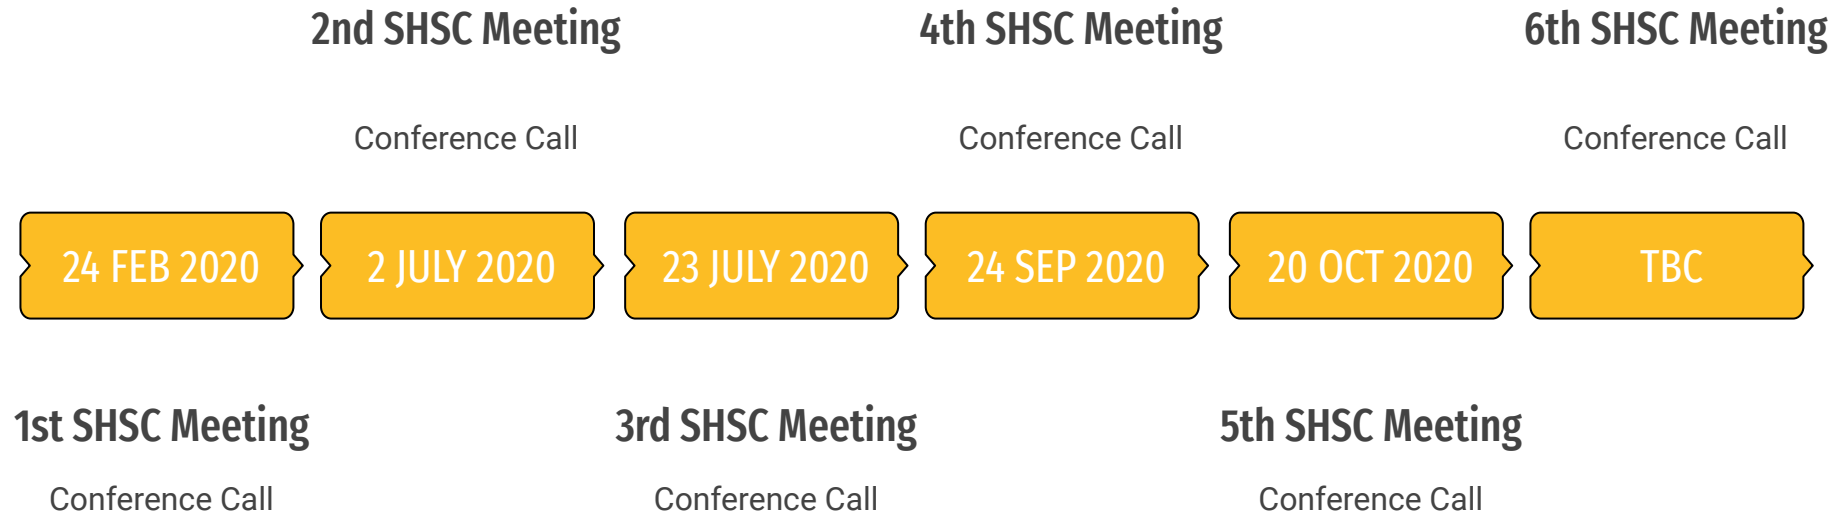 2nd SHSC Meeting
4th SHSC Meeting
6th SHSC Meeting
Conference Call
Conference Call
Conference Call
24 FEB 2020
2 JULY 2020
23 JULY 2020
24 SEP 2020
20 OCT 2020
TBC
1st SHSC Meeting
3rd SHSC Meeting
5th SHSC Meeting
Conference Call
Conference Call
Conference Call